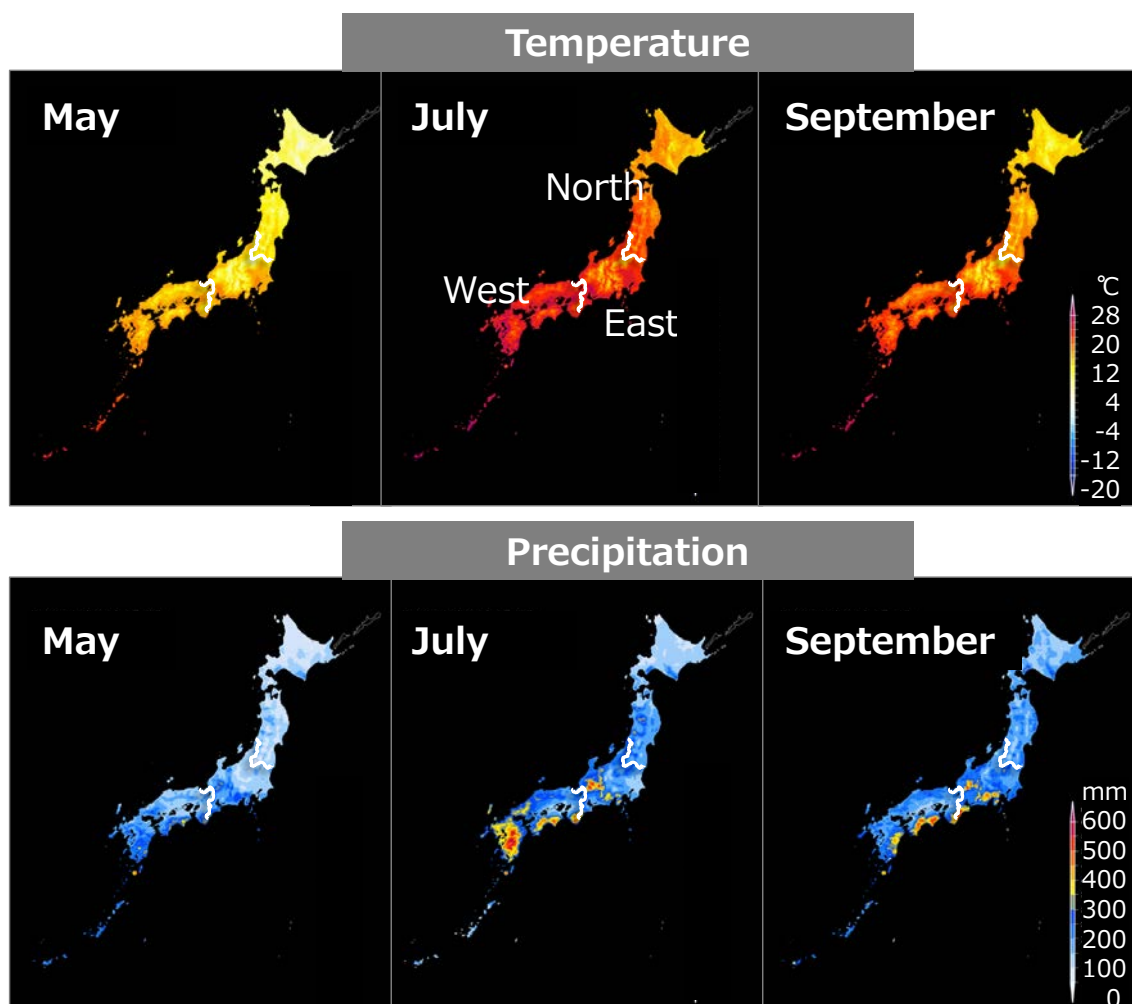 Temperature
May
July
September
North
West
East
℃
28
20
12
4
-4
-12
-20
Precipitation
May
July
September
mm
600
500
400
300
200
100
0